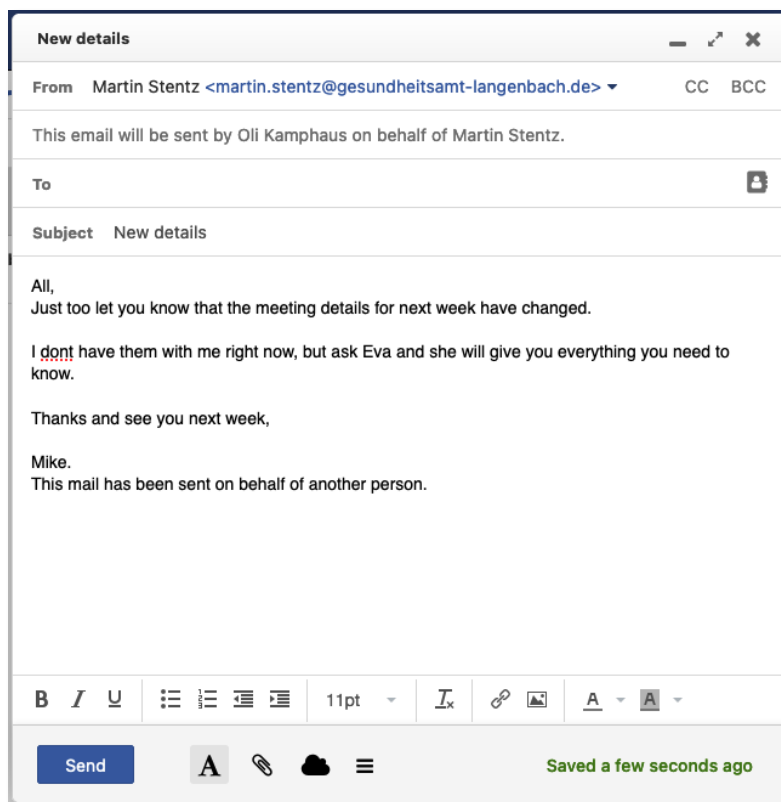 New details
From Martin Stentz <martin.stentz@gesundheitsamt-langenbach.de> CC BCC
This email will be sent by Oli Kamphaus on behalf of Martin Stentz.
To
Subject New details
All,
Just too let you know that the meeting details for next week have changed.
I dont have them with me right now, but ask Eva and she will give you everything you need to
know.
Thanks and see you next week,
Mike.
This mail has been sent on behalf of another person.
B I U 11pt A A
Send A Saved a few seconds ago